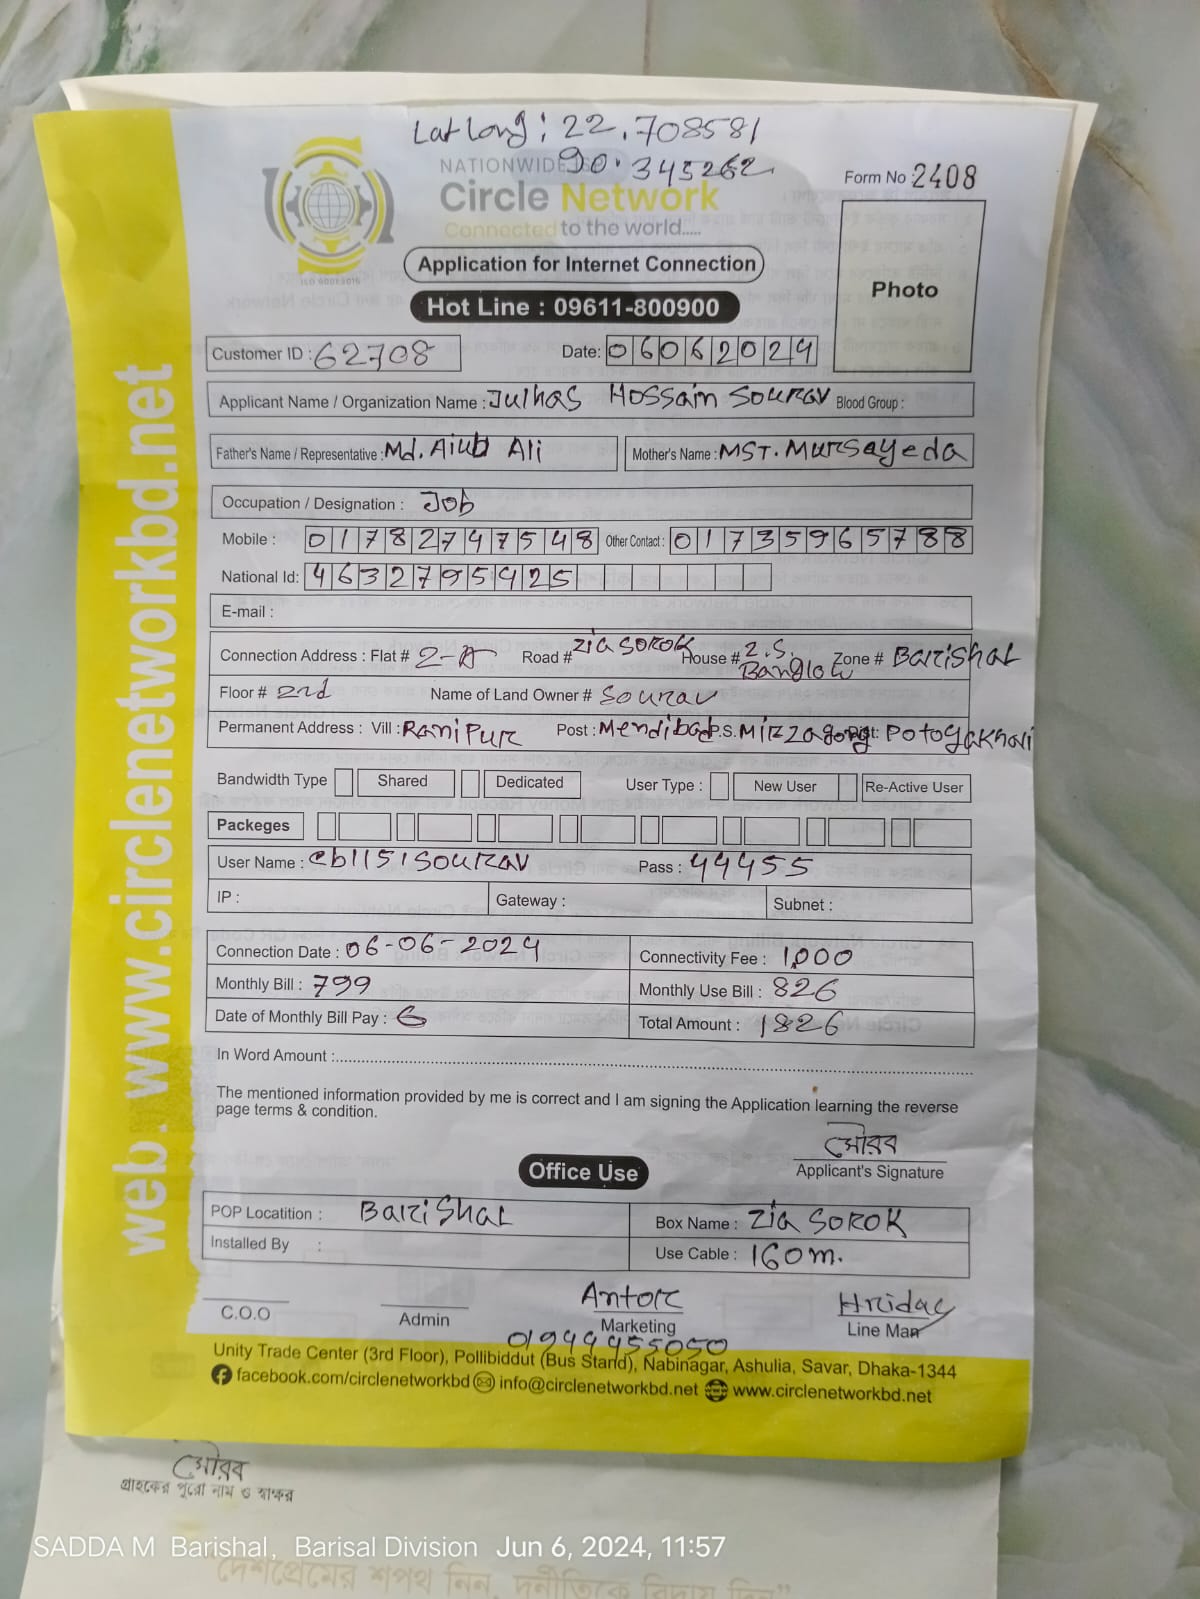 Lat Long : 22.708581
90.345262
NATIONWIDE ISP
Circle Network
Connected to the world.....
Form No 2408
Photo
Application for Internet Connection
Hot Line : 09611-800900
Customer ID : 62708
Date: 06062024
Applicant Name / Organization Name : Julhas Hossain Sourav Blood Group :
Father's Name / Representative : Md. Aiub Ali Mother's Name : MST. Mursayeda
Occupation / Designation : Job
Mobile : 01782747548 Other Contact : 01735965788
National Id: 4632795425
E-mail :
Connection Address : Flat # 2-A Road # Zia Sorok House # 2.S. Banglow Zone # Barishal
Floor # 2nd Name of Land Owner # Sourav
Permanent Address : Vill : Ranipur Post : Mendibad P.S. Mirzagong Dist: Potoyakhali
Bandwidth Type Shared Dedicated User Type : New User Re-Active User
Packeges
User Name : cb1151sourav Pass : 44455
IP : Gateway : Subnet :
Connection Date : 06-06-2024 Connectivity Fee : 1000
Monthly Bill : 799 Monthly Use Bill : 826
Date of Monthly Bill Pay : 6 Total Amount : 1826
In Word Amount :
The mentioned information provided by me is correct and I am signing the Application learning the reverse
page terms & condition.
সৌরব
Applicant's Signature
Office Use
POP Locatition : Barishal Box Name : Zia Sorok
Installed By : Use Cable : 160m.
Antor Hriday
C.O.O Admin Marketing Line Man
01944455050
Unity Trade Center (3rd Floor), Pollibiddut (Bus Stand), Nabinagar, Ashulia, Savar, Dhaka-1344
facebook.com/circlenetworkbd info@circlenetworkbd.net www.circlenetworkbd.net
web : www.circlenetworkbd.net
সৌরব
গ্রাহকের পুরো নাম ও স্বাক্ষর
SADDA M Barishal, Barisal Division Jun 6, 2024, 11:57
"দেশপ্রেমের শপথ নিন, দুর্নীতিকে বিদায় দিন"